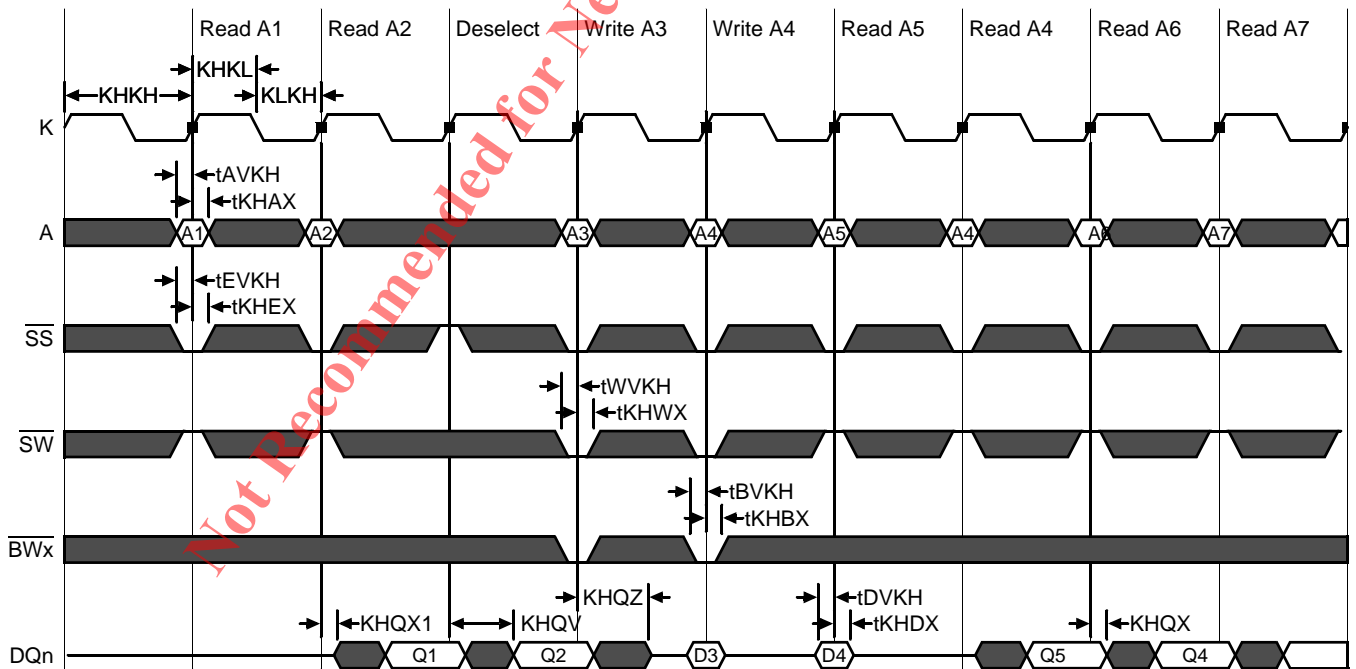 Read A1 Read A2 Deselect Write A3 Write A4 Read A5 Read A4 Read A6 Read A7
KHKL
KHKH KLKH
K
tAVKH
tKHAX
A A1 A2 A3 A4 A5 A4 A6 A7
tEVKH
tKHEX
SS
tWVKH
tKHWX
SW
tBVKH
tKHBX
BWx
KHQZ tDVKH
KHQX1 KHQV tKHDX KHQX
DQn Q1 Q2 D3 D4 Q5 Q4
Not Recommended for Ne